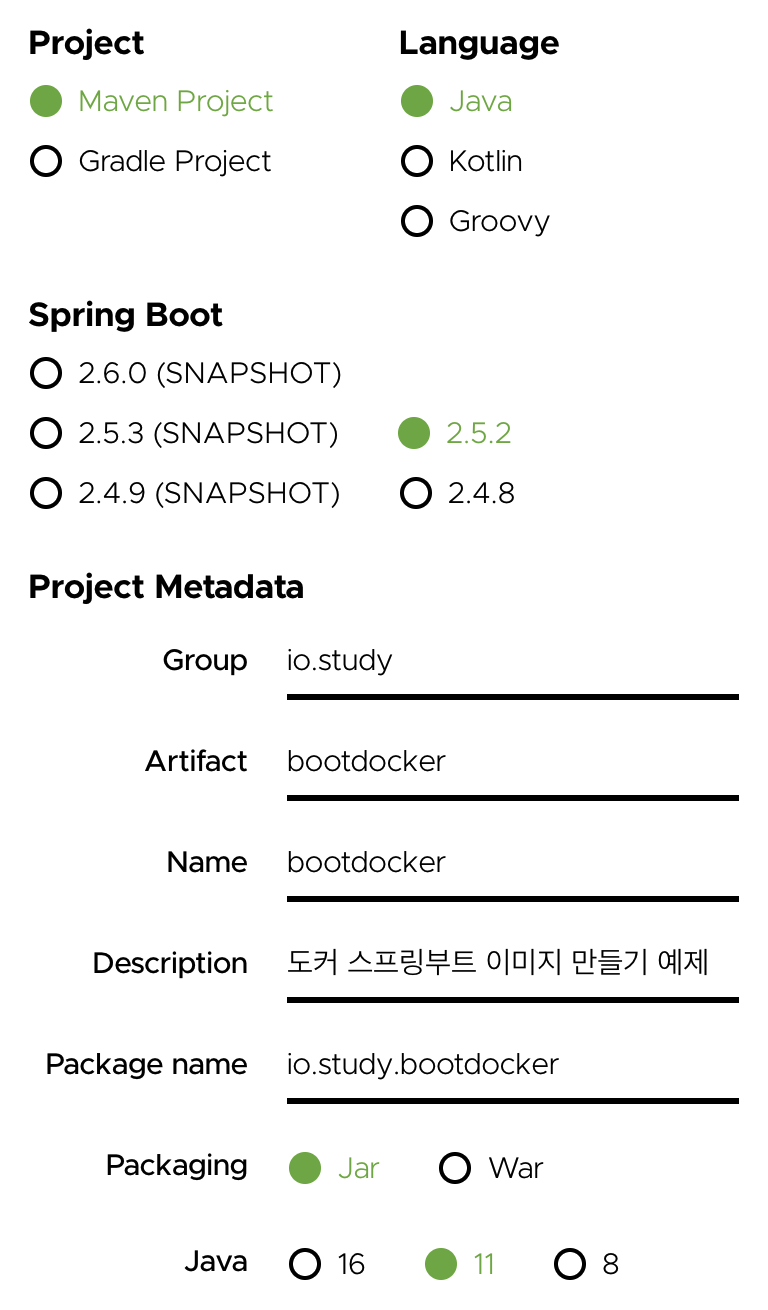 Project
Language
Maven Project
Java
Gradle Project
Kotlin
Groovy
Spring Boot
2.6.0 (SNAPSHOT)
2.5.3 (SNAPSHOT)
2.5.2
2.4.9 (SNAPSHOT)
2.4.8
Project Metadata
Group io.study
Artifact bootdocker
Name bootdocker
Description 도커 스프링부트 이미지 만들기 예제
Package name io.study.bootdocker
Packaging Jar War
Java 16 11 8